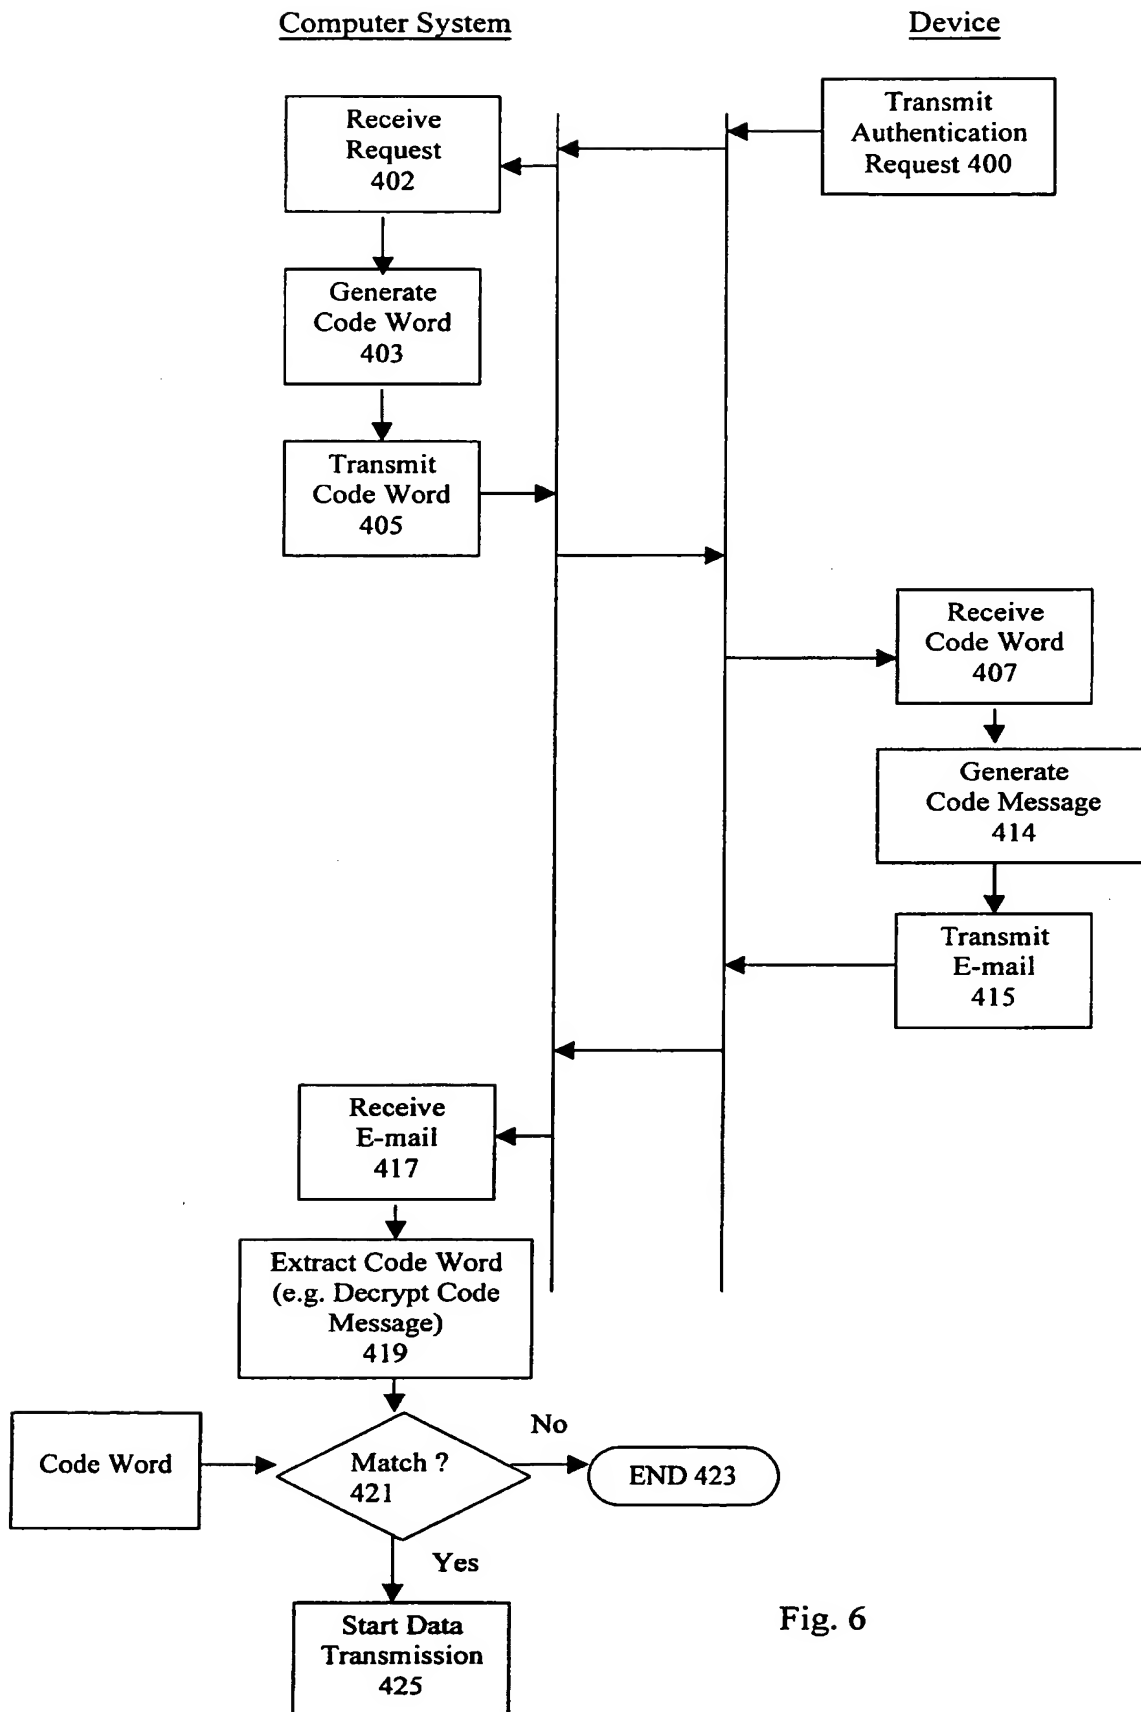 Computer System
Device
Transmit
Authentication
Request 400
Receive
Request
402
Generate
Code Word
403
Transmit
Code Word
405
Receive
Code Word
407
Generate
Code Message
414
Transmit
E-mail
415
Receive
E-mail
417
Extract Code Word
(e.g. Decrypt Code
Message)
419
Code Word
Match ?
421
No
END 423
Yes
Start Data
Transmission
425
Fig. 6